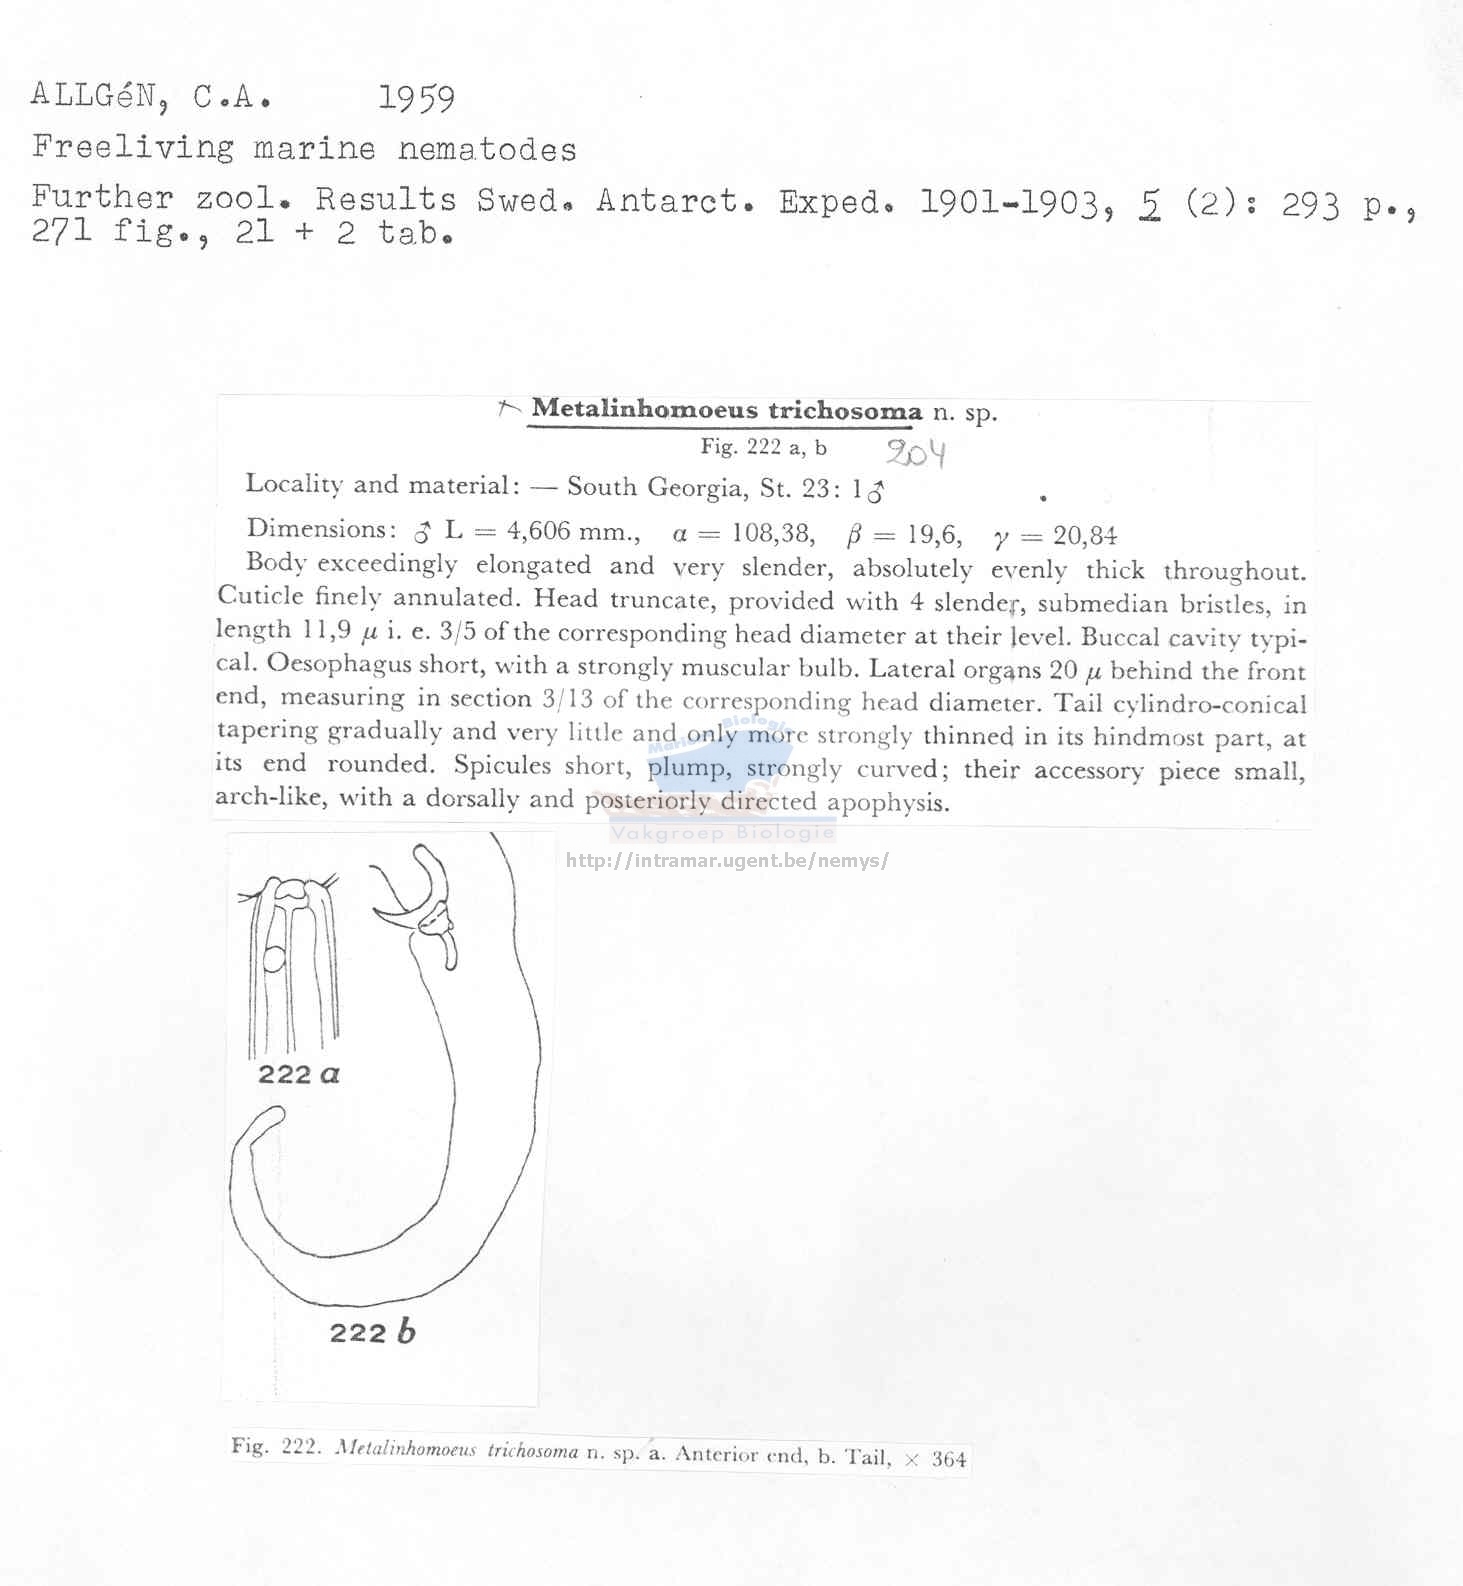 ALLGéN, C.A. 1959
Freeliving marine nematodes
Further zool. Results Swed. Antarct. Exped. 1901-1903, 5 (2): 293 p.,
271 fig., 21 + 2 tab.
Metalinhomoeus trichosoma n. sp.
Fig. 222 a, b 204
Locality and material: — South Georgia, St. 23: 1♂
Dimensions: ♂ L = 4,606 mm., α = 108,38, β = 19,6, γ = 20,84
Body exceedingly elongated and very slender, absolutely evenly thick throughout.
Cuticle finely annulated. Head truncate, provided with 4 slender, submedian bristles, in
length 11,9 μ i. e. 3/5 of the corresponding head diameter at their level. Buccal cavity typi-
cal. Oesophagus short, with a strongly muscular bulb. Lateral organs 20 μ behind the front
end, measuring in section 3/13 of the corresponding head diameter. Tail cylindro-conical
tapering gradually and very little and only more strongly thinned in its hindmost part, at
its end rounded. Spicules short, plump, strongly curved; their accessory piece small,
arch-like, with a dorsally and posteriorly directed apophysis.
Mariene Biologie
Vakgroep Biologie
http://intramar.ugent.be/nemys/
222 a
222 b
Fig. 222. Metalinhomoeus trichosoma n. sp. a. Anterior end, b. Tail, × 364